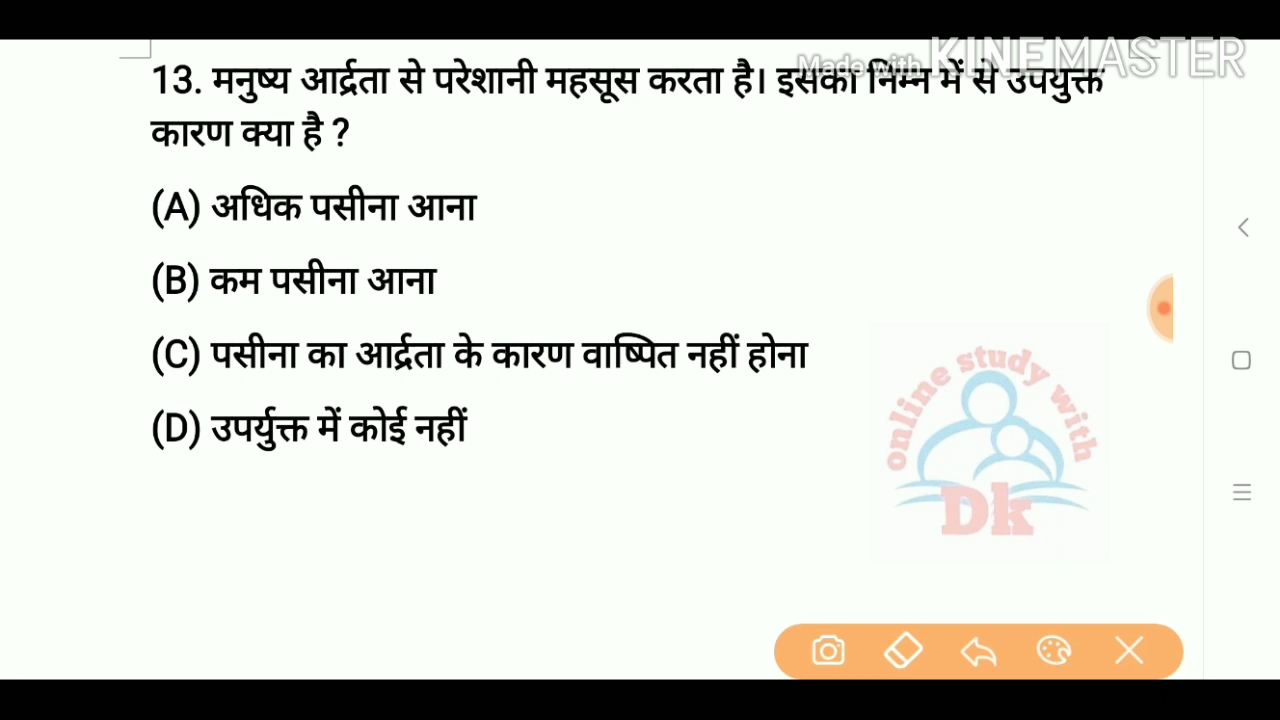 Made with KINEMASTER
13. मनुष्य आर्द्रता से परेशानी महसूस करता है। इसका निम्न में से उपयुक्त
कारण क्या है ?
(A) अधिक पसीना आना
(B) कम पसीना आना
(C) पसीना का आर्द्रता के कारण वाष्पित नहीं होना
(D) उपर्युक्त में कोई नहीं
online study with
Dk